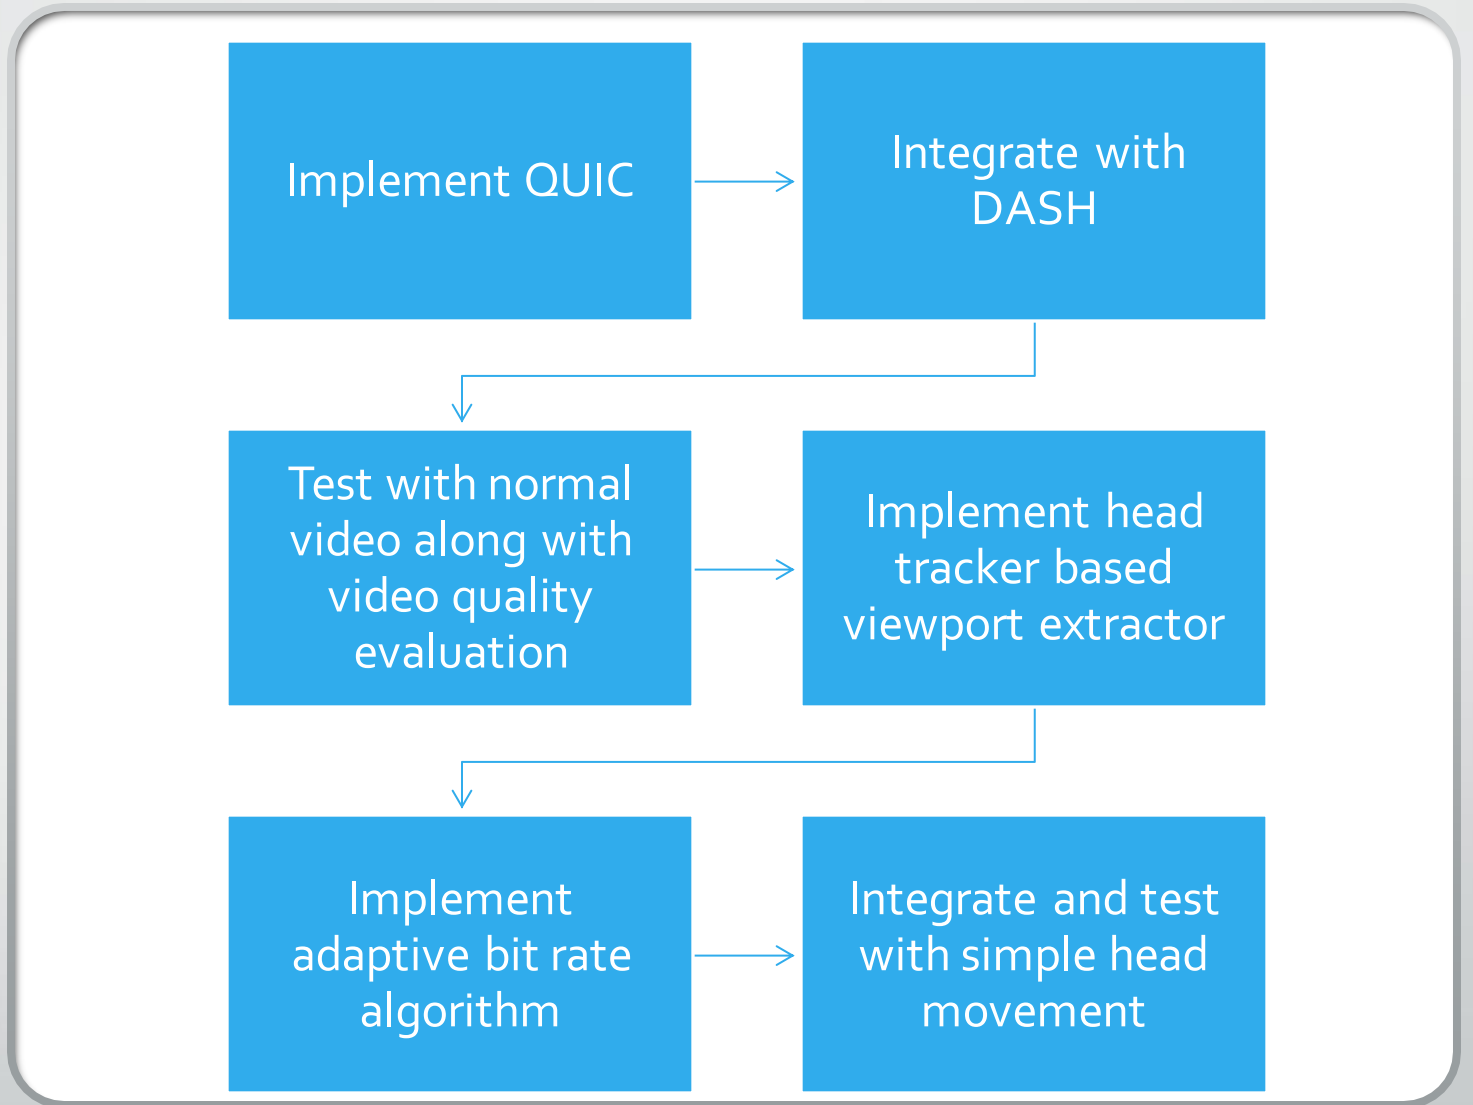 Implement QUIC
Integrate with
DASH
Test with normal
video along with
video quality
evaluation
Implement head
tracker based
viewport extractor
Implement
adaptive bit rate
algorithm
Integrate and test
with simple head
movement